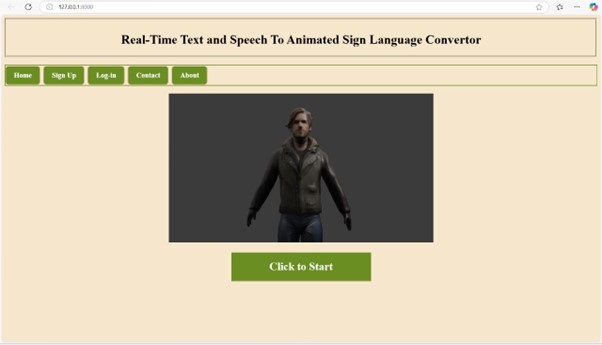 127.0.0.1:8000
Real-Time Text and Speech To Animated Sign Language Convertor
Home Sign Up Log-in Contact About
Click to Start